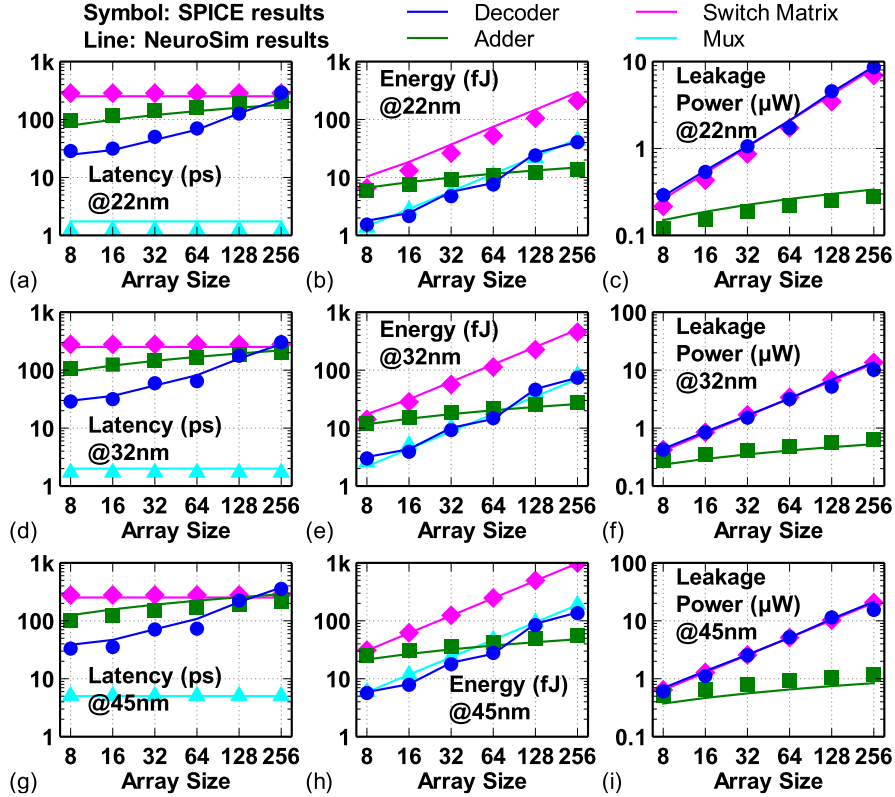 Symbol: SPICE results
Line: NeuroSim results
Decoder
Switch Matrix
Adder
Mux
1k
100
10
1
Latency (ps)
@22nm
8 16 32 64 128 256
(a) Array Size
1k
100
10
1
Energy (fJ)
@22nm
8 16 32 64 128 256
(b) Array Size
10
1
0.1
Leakage
Power (µW)
@22nm
8 16 32 64 128 256
(c) Array Size
1k
100
10
1
Latency (ps)
@32nm
8 16 32 64 128 256
(d) Array Size
1k
100
10
1
Energy (fJ)
@32nm
8 16 32 64 128 256
(e) Array Size
100
10
1
0.1
Leakage
Power (µW)
@32nm
8 16 32 64 128 256
(f) Array Size
1k
100
10
1
Latency (ps)
@45nm
8 16 32 64 128 256
(g) Array Size
1k
100
10
1
Energy (fJ)
@45nm
8 16 32 64 128 256
(h) Array Size
100
10
1
0.1
Leakage
Power (µW)
@45nm
8 16 32 64 128 256
(i) Array Size